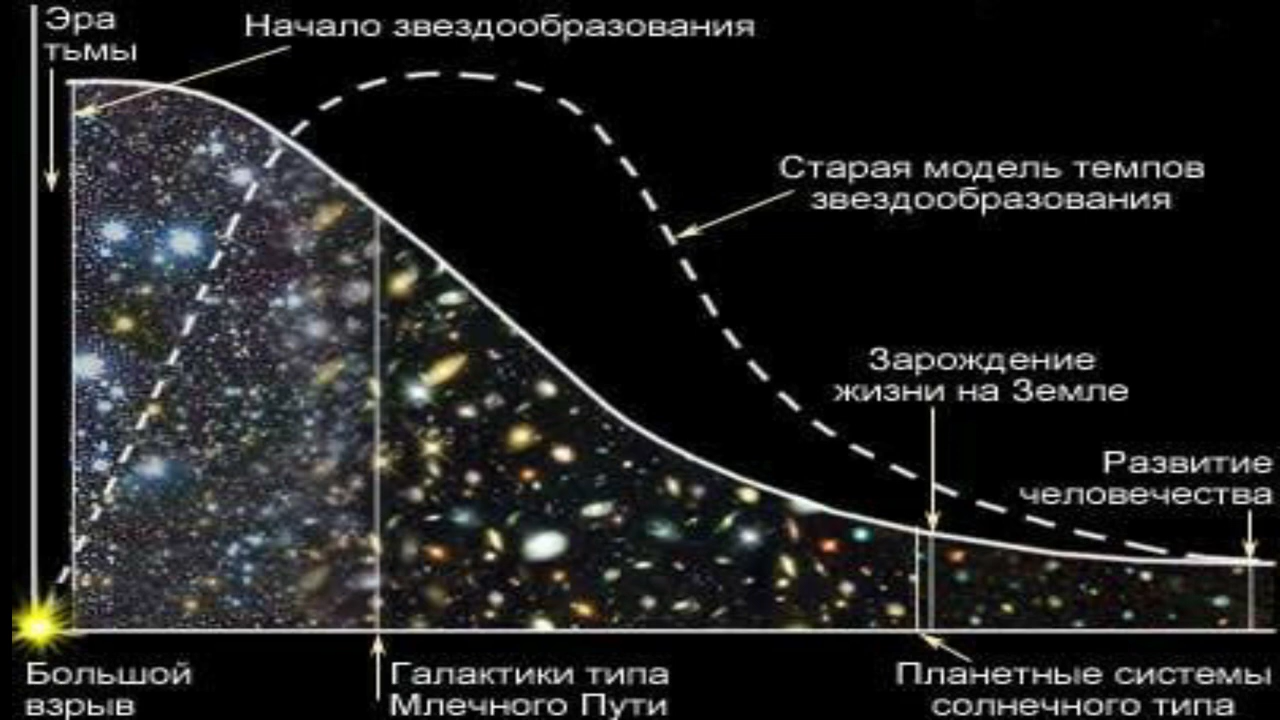 Эра
тьмы
Начало звездообразования
Старая модель темпов
звездообразования
Зарождение
жизни на Земле
Развитие
человечества
Большой
взрыв
Галактики типа
Млечного Пути
Планетные системы
солнечного типа